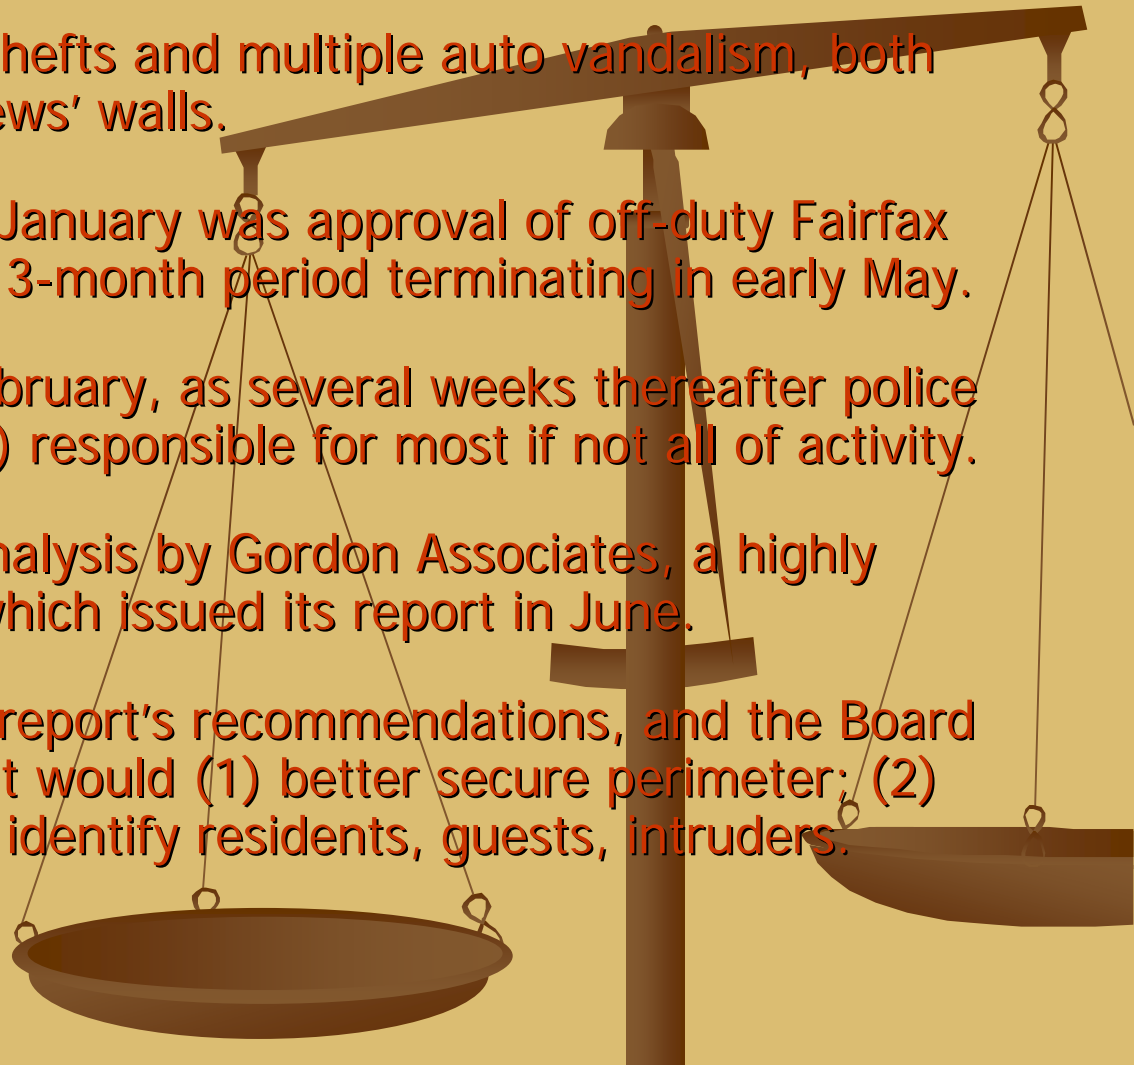 hefts and multiple auto vandalism, both
ews’ walls.
January was approval of off-duty Fairfax
3-month period terminating in early May.
bruary, as several weeks thereafter police
) responsible for most if not all of activity.
nalysis by Gordon Associates, a highly
which issued its report in June.
report’s recommendations, and the Board
t would (1) better secure perimeter; (2)
identify residents, guests, intruders.